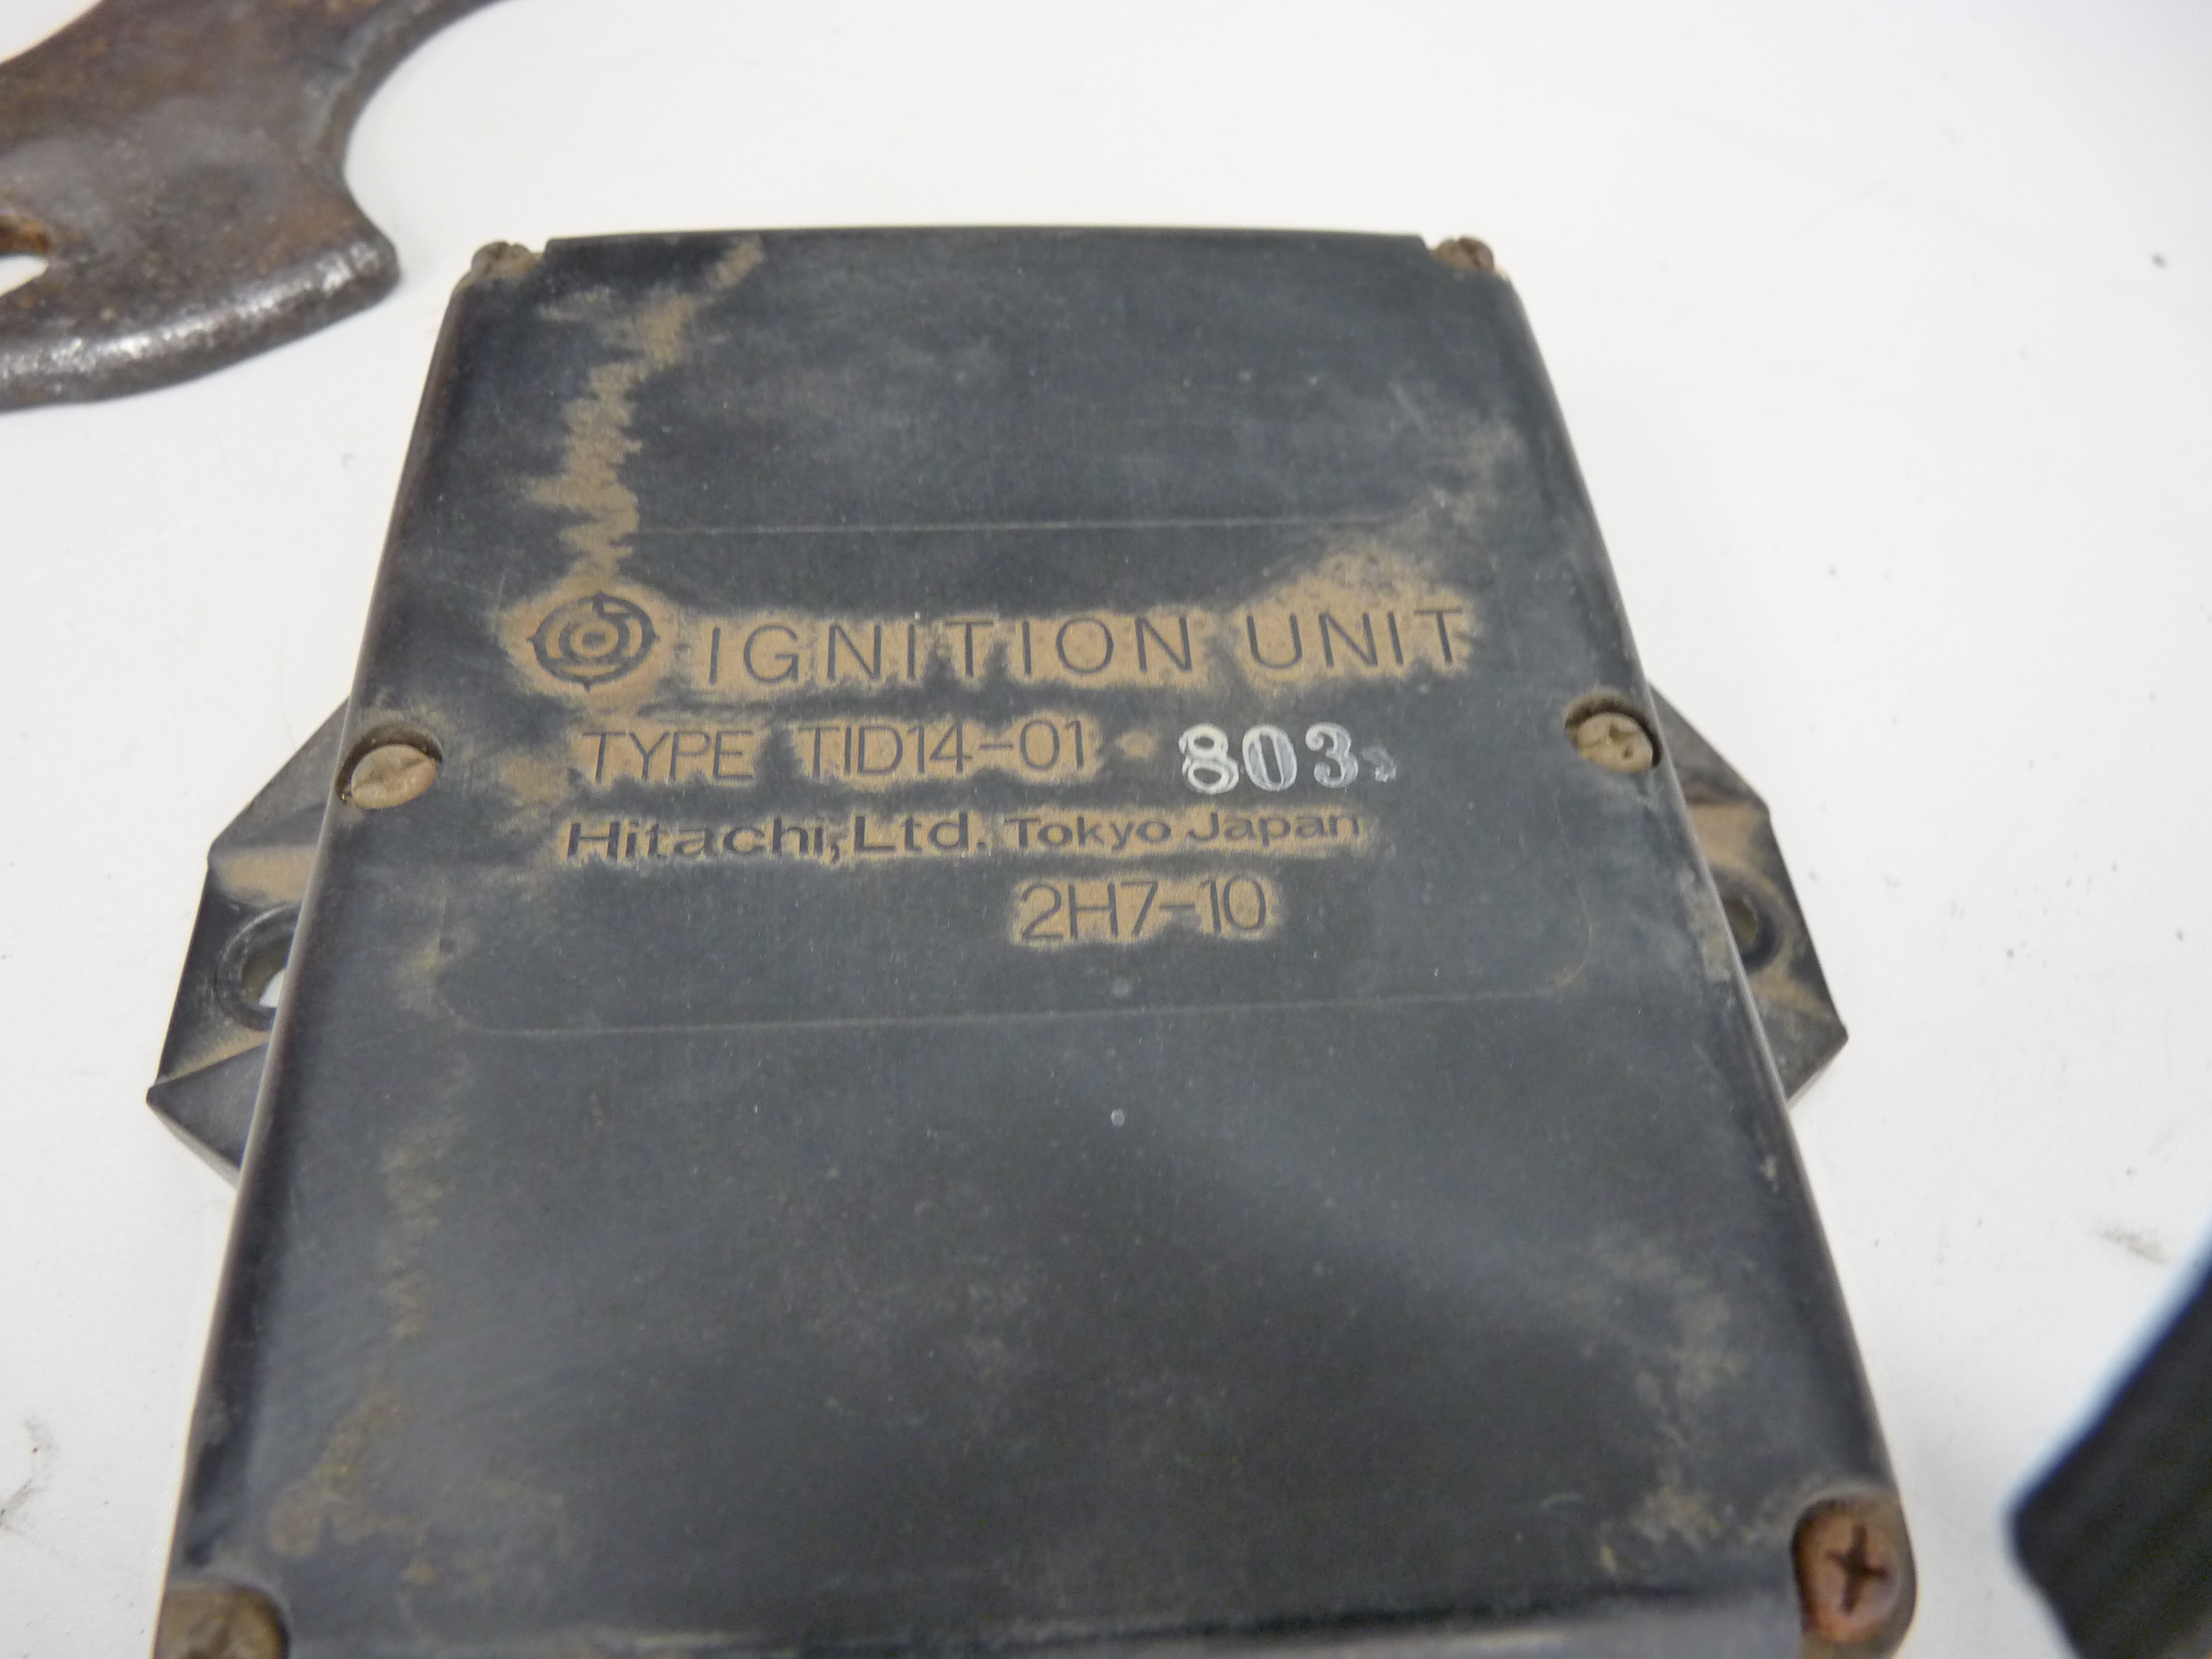 IGNITION UNIT
TYPE TID14-01 803
Hitachi, Ltd. Tokyo Japan
2H7-10